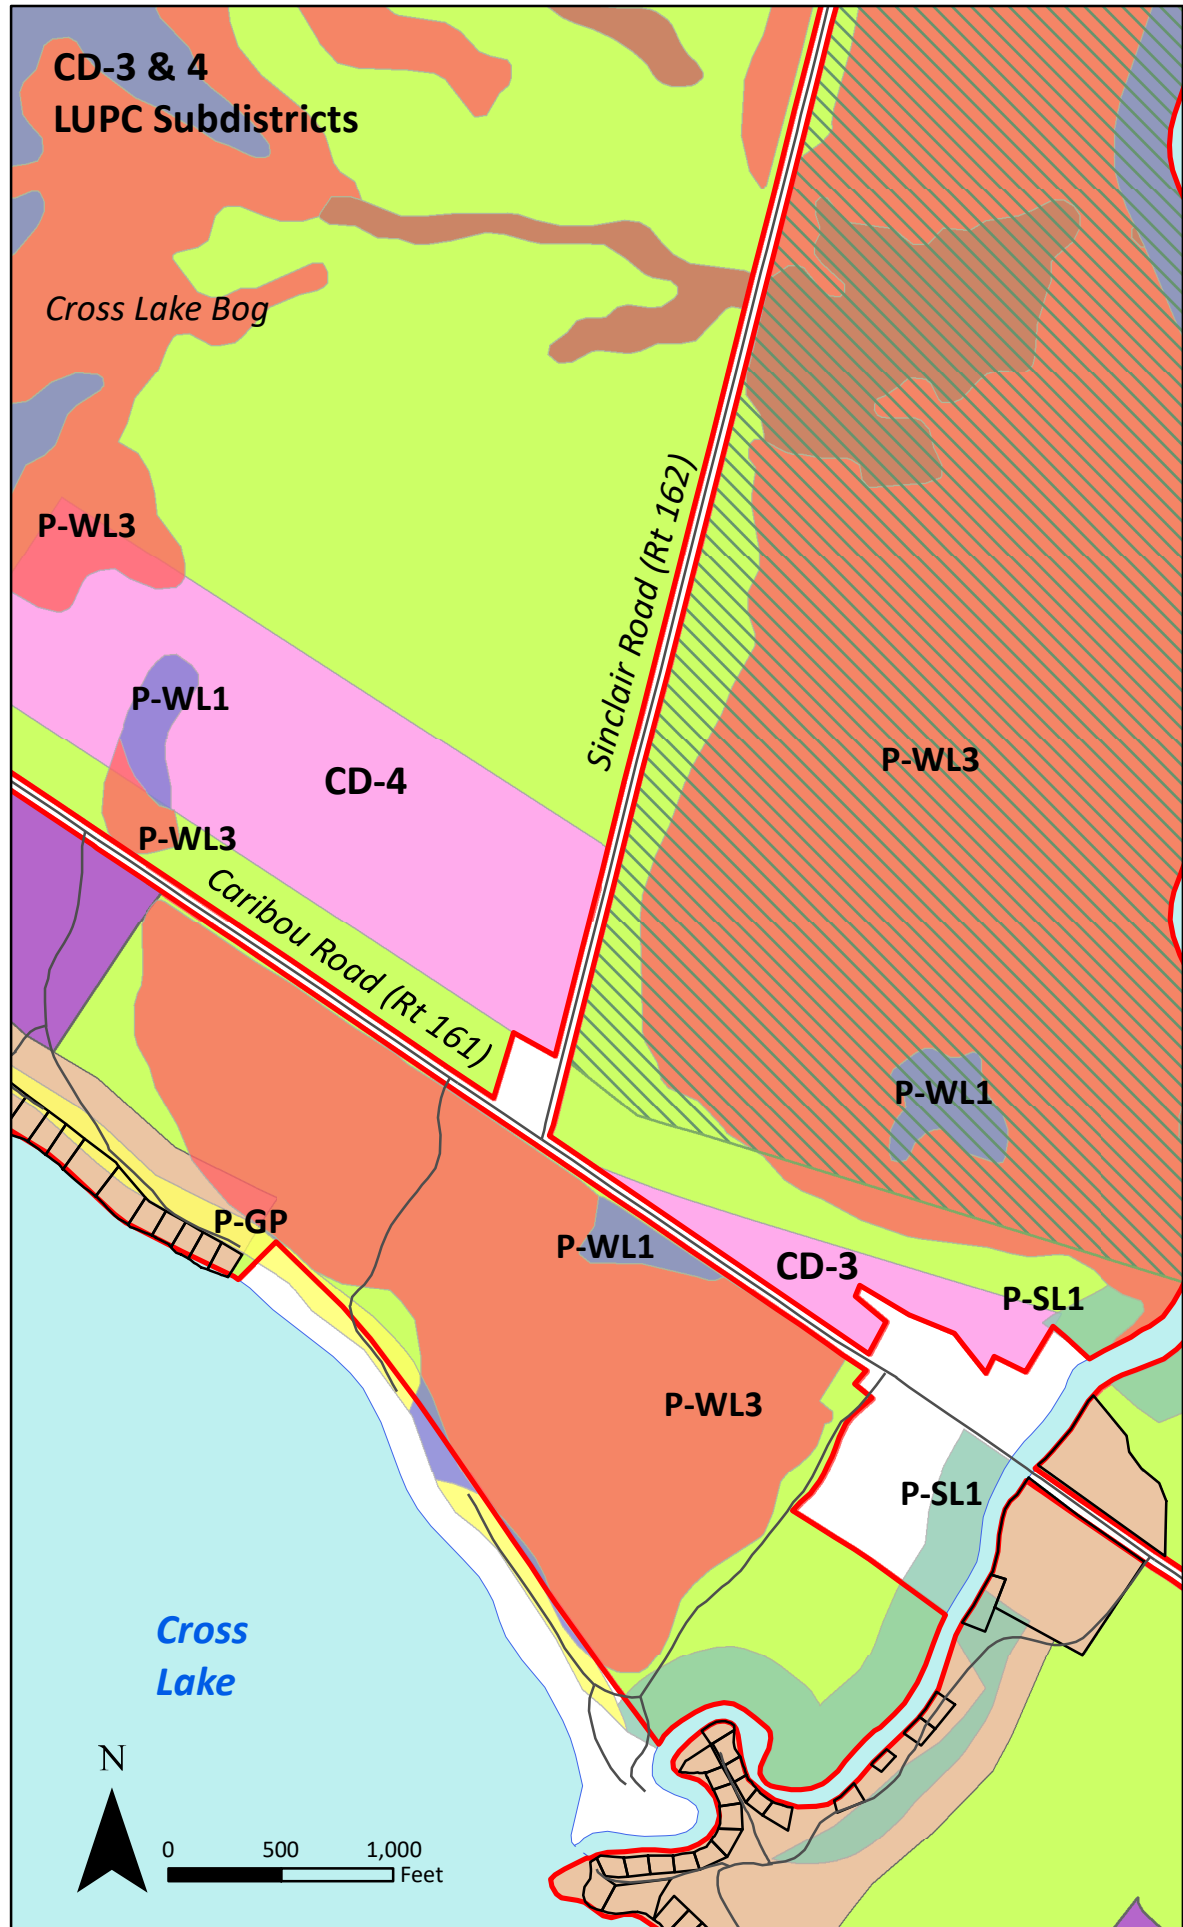 CD-3 & 4
LUPC Subdistricts
Cross Lake Bog
Sinclair Road (Rt 162)
P-WL3
P-WL1
CD-4
P-WL3
P-WL3
Caribou Road (Rt 161)
P-WL1
P-GP
P-WL1
CD-3
P-SL1
P-WL3
P-SL1
Cross
Lake
N
0 500 1,000
Feet